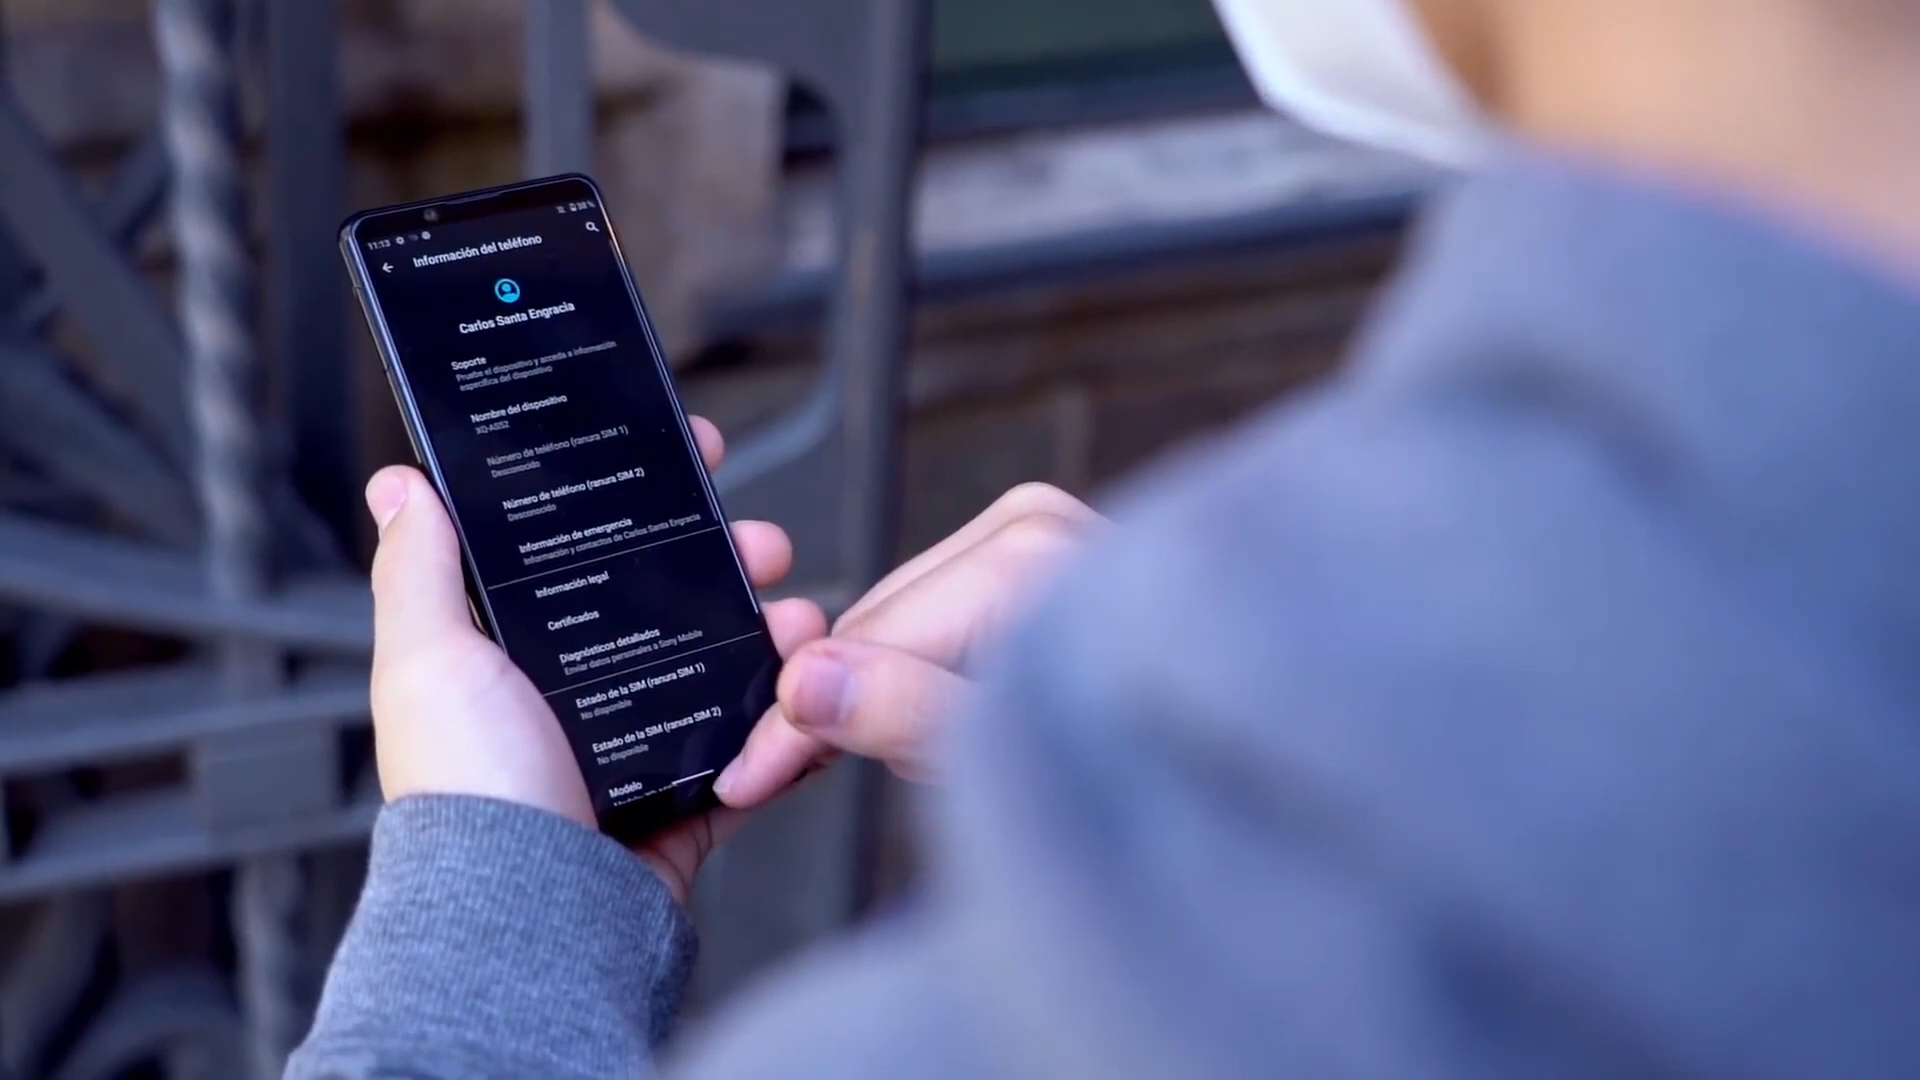 11:13
38 %
Información del teléfono
Carlos Santa Engracia
Soporte
Pruebe el dispositivo y acceda a información
específica del dispositivo
Nombre del dispositivo
XQ-AS52
Número de teléfono (ranura SIM 1)
Desconocido
Número de teléfono (ranura SIM 2)
Desconocido
Información de emergencia
Información y contactos de Carlos Santa Engracia
Información legal
Certificados
Diagnósticos detallados
Enviar datos personales a Sony Mobile
Estado de la SIM (ranura SIM 1)
No disponible
Estado de la SIM (ranura SIM 2)
No disponible
Modelo